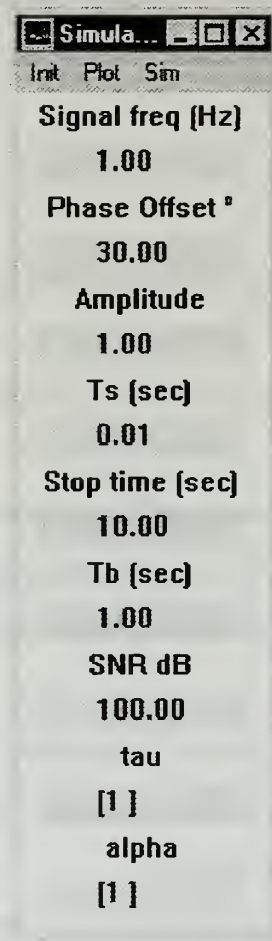 Simula...
Init Plot Sim
Signal freq (Hz)
1.00
Phase Offset °
30.00
Amplitude
1.00
Ts (sec)
0.01
Stop time (sec)
10.00
Tb (sec)
1.00
SNR dB
100.00
tau
[1 ]
alpha
[1 ]